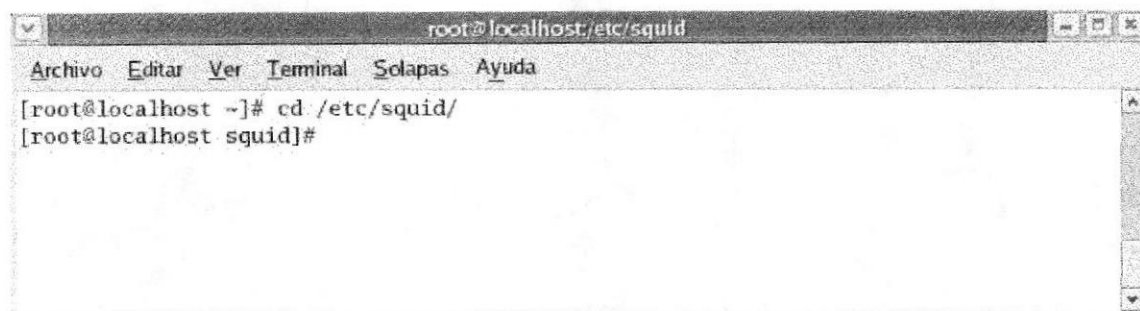 root@localhost:/etc/squid
Archivo Editar Ver Terminal Solapas Ayuda
[root@localhost ~]# cd /etc/squid/
[root@localhost squid]#